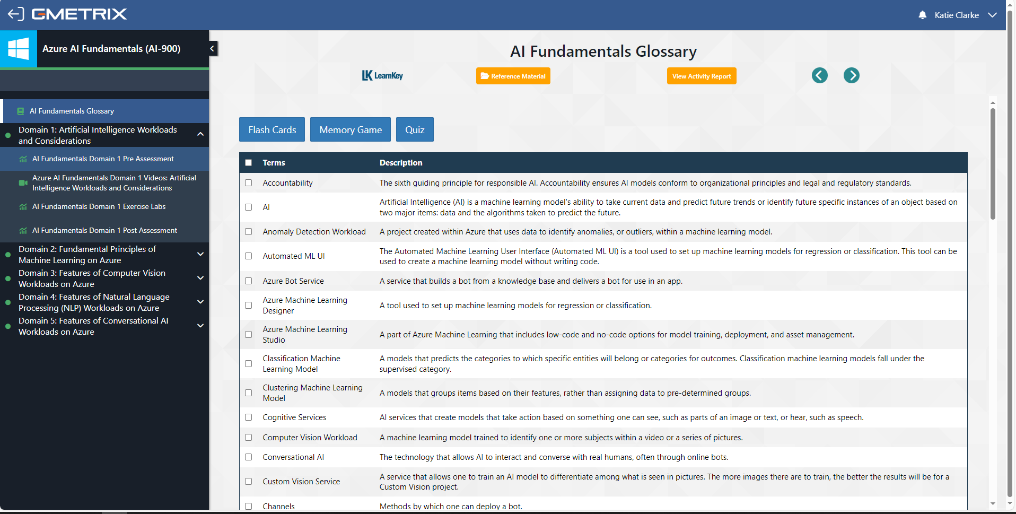 GMETRIX
Katie Clarke
Azure AI Fundamentals (AI-900)
AI Fundamentals Glossary
Domain 1: Artificial Intelligence Workloads
and Considerations
AI Fundamentals Domain 1 Pre Assessment
Azure AI Fundamentals Domain 1 Videos: Artificial
Intelligence Workloads and Considerations
AI Fundamentals Domain 1 Exercise Labs
AI Fundamentals Domain 1 Post Assessment
Domain 2: Fundamental Principles of
Machine Learning on Azure
Domain 3: Features of Computer Vision
Workloads on Azure
Domain 4: Features of Natural Language
Processing (NLP) Workloads on Azure
Domain 5: Features of Conversational AI
Workloads on Azure
AI Fundamentals Glossary
LK LearnKey
Reference Material
View Activity Report
Flash Cards
Memory Game
Quiz
Terms Description
Accountability The sixth guiding principle for responsible AI. Accountability ensures AI models conform to organizational principles and legal and regulatory standards.
AI Artificial Intelligence (AI) is a machine learning model's ability to take current data and predict future trends or identify future specific instances of an object based on
two major items: data and the algorithms taken to predict the future.
Anomaly Detection Workload A project created within Azure that uses data to identify anomalies, or outliers, within a machine learning model.
Automated ML UI The Automated Machine Learning User Interface (Automated ML UI) is a tool used to set up machine learning models for regression or classification. This tool can be
used to create a machine learning model without writing code.
Azure Bot Service A service that builds a bot from a knowledge base and delivers a bot for use in an app.
Azure Machine Learning
Designer
A tool used to set up machine learning models for regression or classification.
Azure Machine Learning
Studio
A part of Azure Machine Learning that includes low-code and no-code options for model training, deployment, and asset management.
Classification Machine
Learning Model
A models that predicts the categories to which specific entities will belong or categories for outcomes. Classification machine learning models fall under the
supervised category.
Clustering Machine Learning
Model
A models that groups items based on their features, rather than assigning data to pre-determined groups.
Cognitive Services AI services that create models that take action based on something one can see, such as parts of an image or text, or hear, such as speech.
Computer Vision Workload A machine learning model trained to identify one or more subjects within a video or a series of pictures.
Conversational AI The technology that allows AI to interact and converse with real humans, often through online bots.
Custom Vision Service A service that allows one to train an AI model to differentiate among what is seen in pictures. The more images there are to train, the better the results will be for a
Custom Vision project.
Channels Methods by which one can deploy a bot.